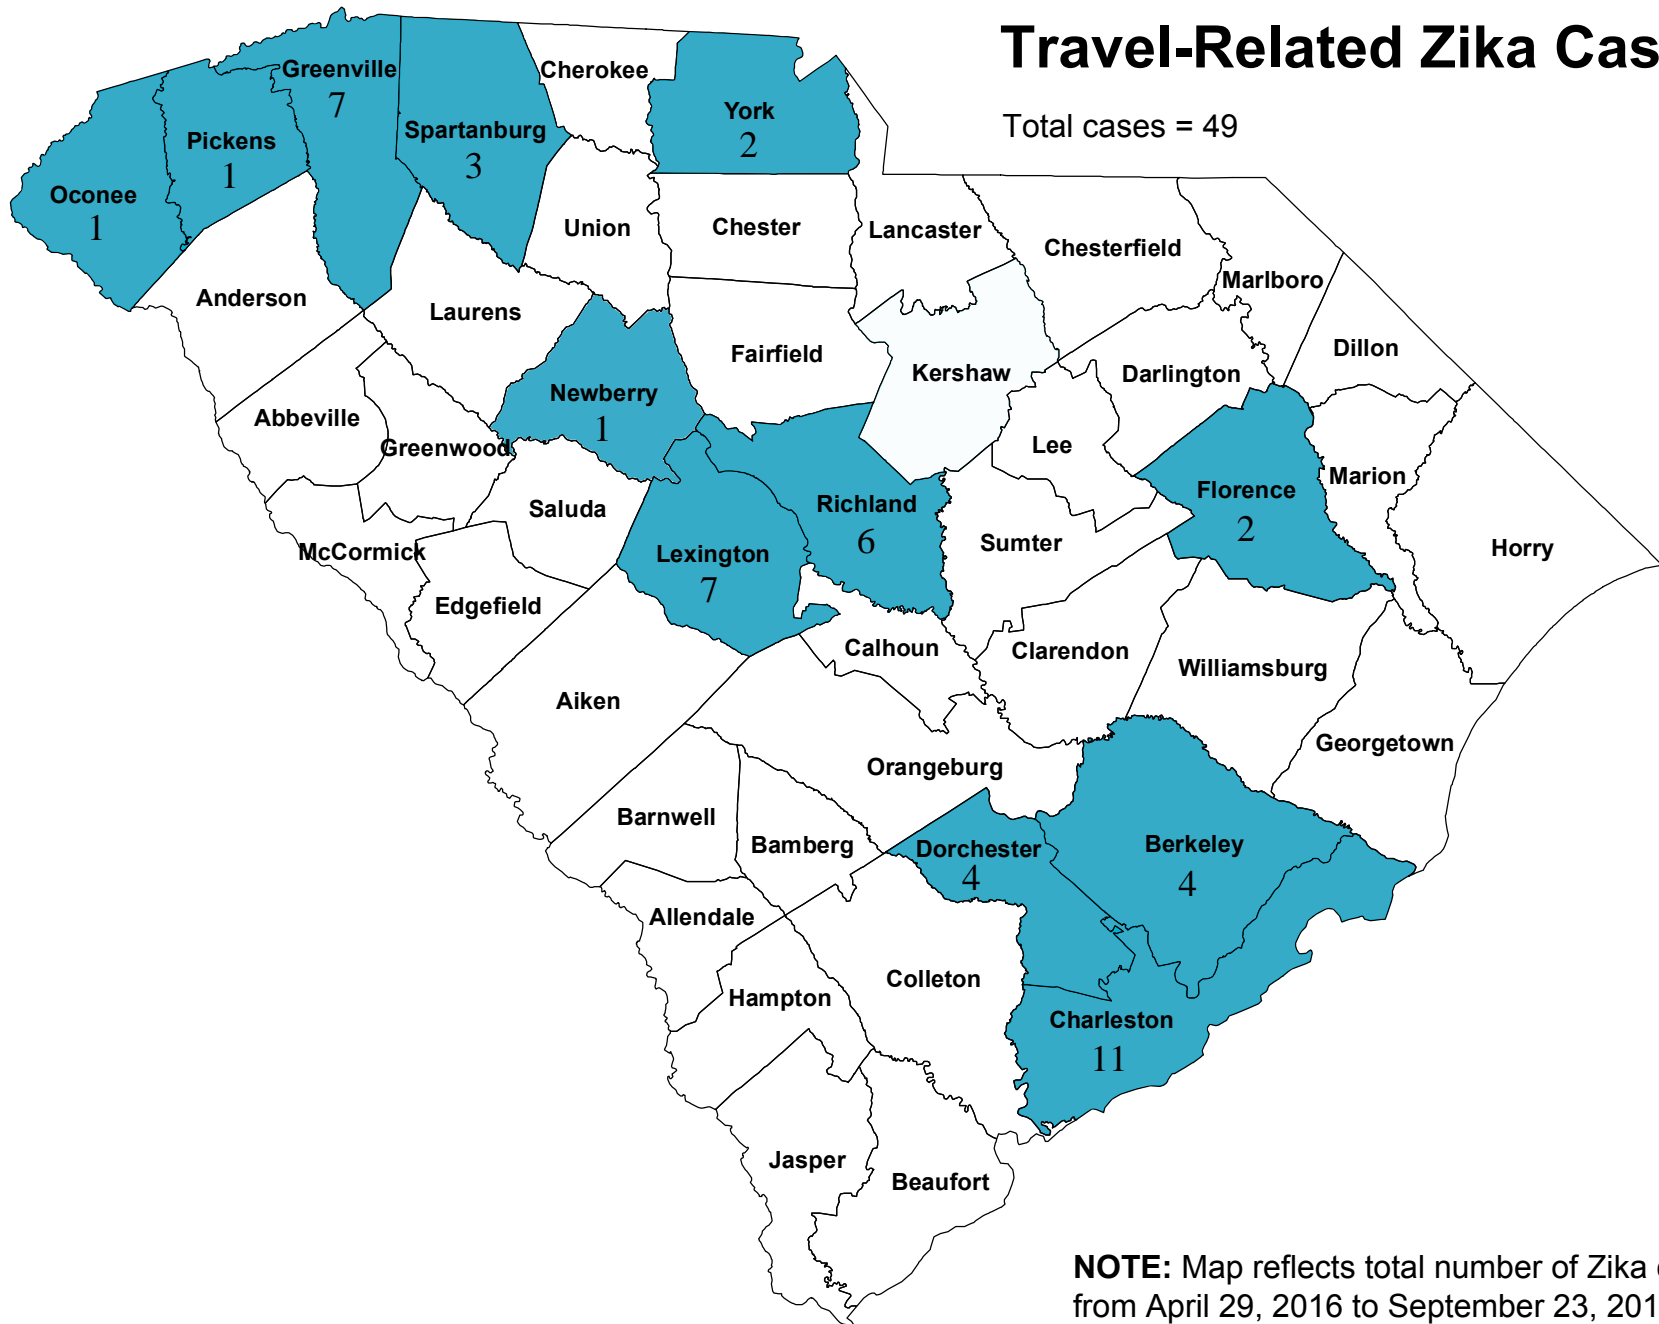 Travel-Related Zika Cas
Total cases = 49
Greenville
7
Cherokee
York
2
Spartanburg
3
Pickens
1
Oconee
1
Union
Chester
Lancaster
Chesterfield
Marlboro
Anderson
Laurens
Fairfield
Kershaw
Darlington
Dillon
Newberry
1
Abbeville
Greenwood
Lee
Marion
Saluda
Richland
6
Florence
2
McCormick
Lexington
7
Sumter
Horry
Edgefield
Calhoun
Clarendon
Williamsburg
Aiken
Georgetown
Orangeburg
Barnwell
Bamberg
Dorchester
4
Berkeley
4
Allendale
Colleton
Hampton
Charleston
11
Jasper
Beaufort
NOTE: Map reflects total number of Zika
from April 29, 2016 to September 23, 201